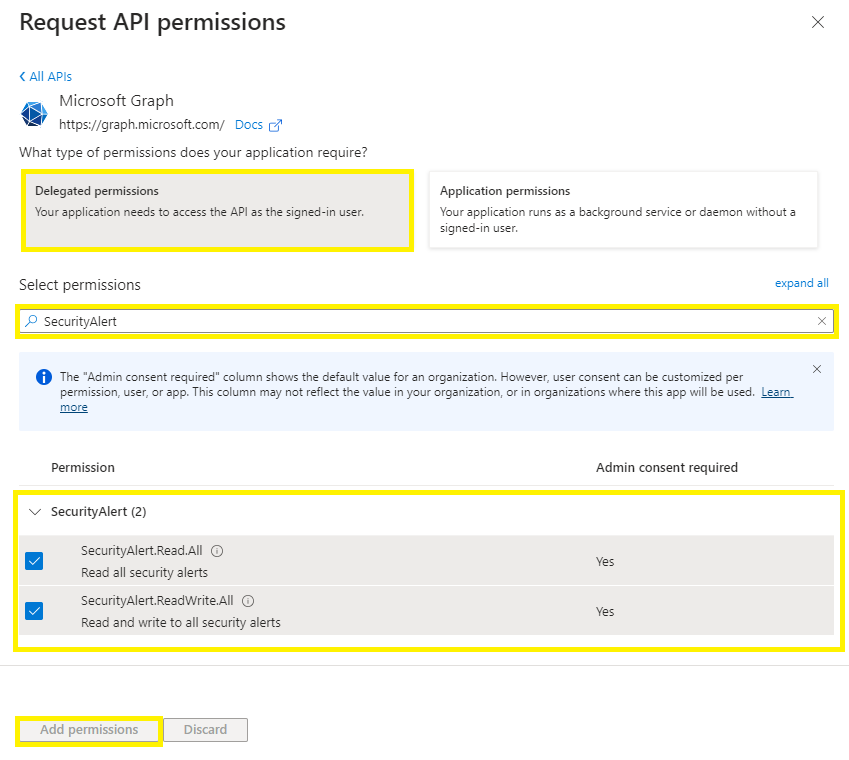 Request API permissions
All APIs
Microsoft Graph
https://graph.microsoft.com/ Docs
What type of permissions does your application require?
Delegated permissions
Your application needs to access the API as the signed-in user.
Application permissions
Your application runs as a background service or daemon without a
signed-in user.
Select permissions
expand all
SecurityAlert
The "Admin consent required" column shows the default value for an organization. However, user consent can be customized per
permission, user, or app. This column may not reflect the value in your organization, or in organizations where this app will be used. Learn
more
Permission Admin consent required
SecurityAlert (2)
SecurityAlert.Read.All
Read all security alerts
Yes
SecurityAlert.ReadWrite.All
Read and write to all security alerts
Yes
Add permissions Discard